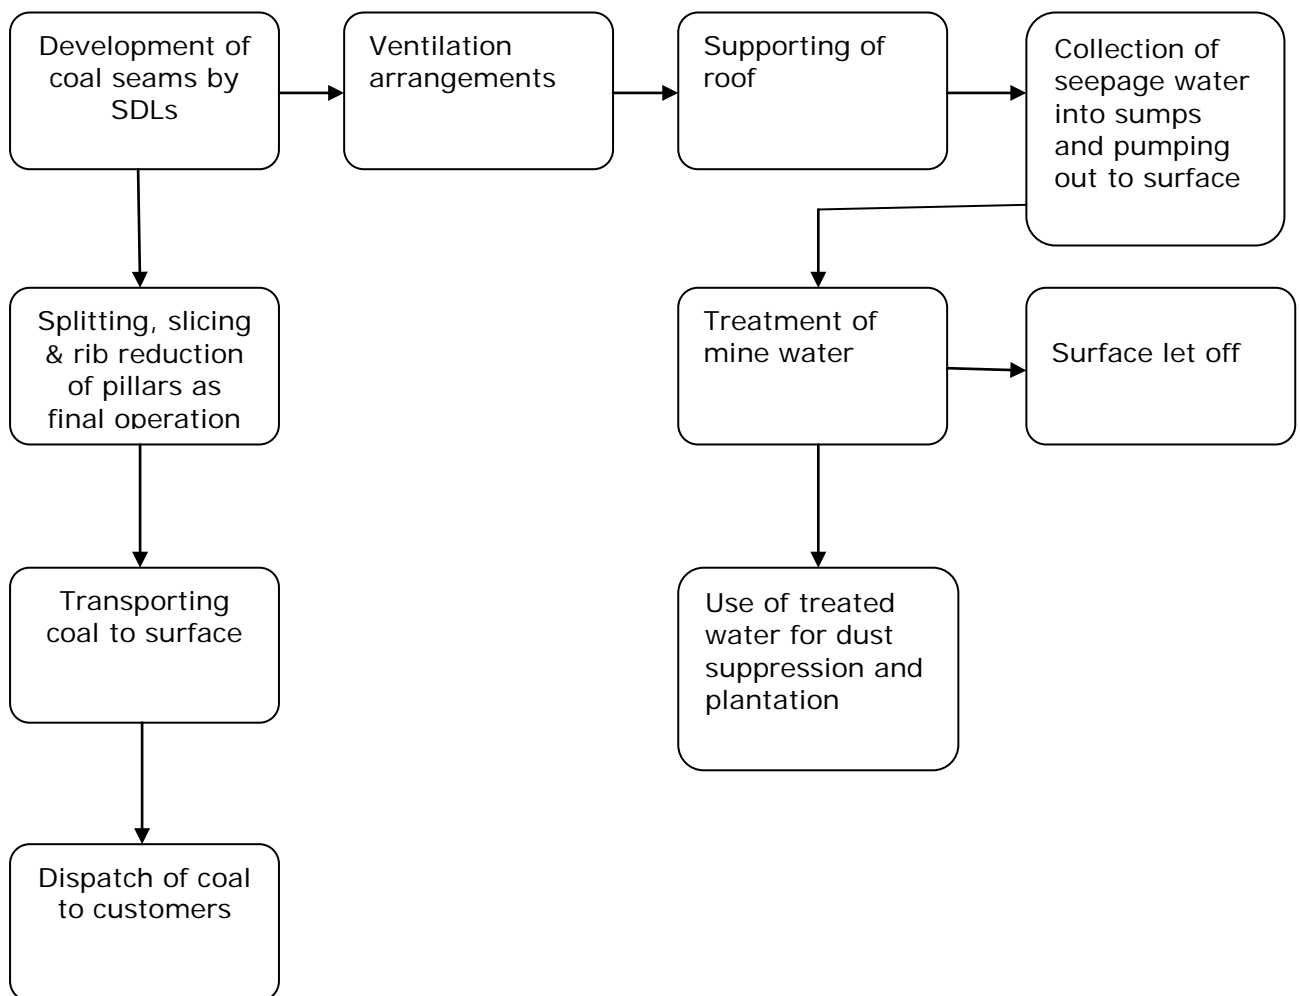 Development of
coal seams by
SDLs
Ventilation
arrangements
Supporting of
roof
Collection of
seepage water
into sumps
and pumping
out to surface
Splitting, slicing
& rib reduction
of pillars as
final operation
Treatment of
mine water
Surface let off
Transporting
coal to surface
Use of treated
water for dust
suppression and
plantation
Dispatch of coal
to customers